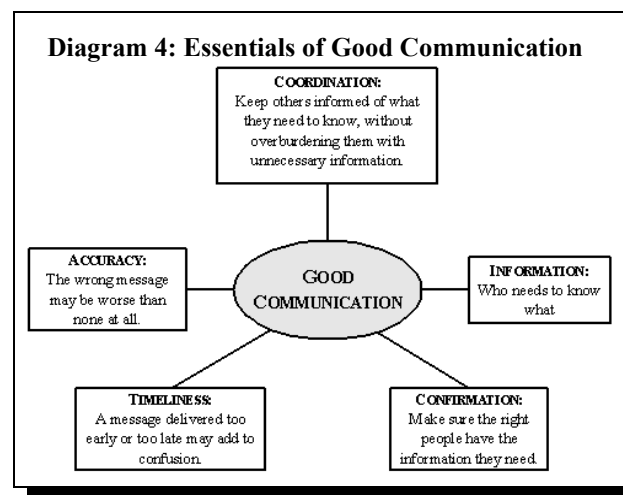 Diagram 4: Essentials of Good Communication
COORDINATION:
Keep others informed of what
they need to know, without
overburdening them with
unnecessary information.
ACCURACY:
The wrong message
may be worse than
none at all.
GOOD
COMMUNICATION
INFORMATION:
Who needs to know
what
TIMELINESS:
A message delivered too
early or too late may add to
confusion.
CONFIRMATION:
Make sure the right
people have the
information they need.